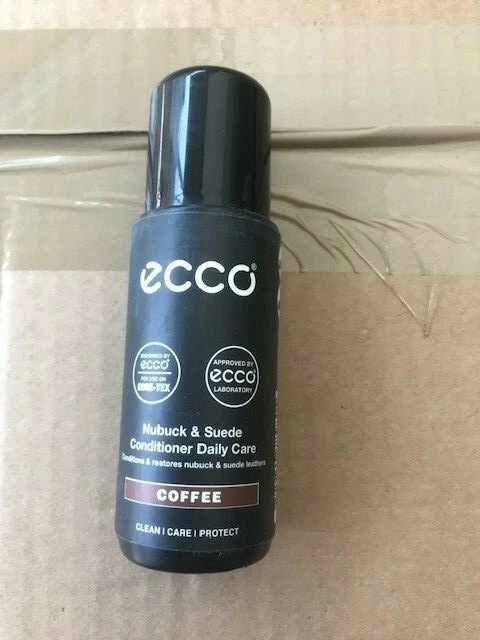 ecco®
ENDORSED BY
ecco
FOR USE ON
GORE-TEX
APPROVED BY
ecco
LABORATORY
Nubuck & Suede
Conditioner Daily Care
Conditions & restores nubuck & suede leathers
COFFEE
CLEAN | CARE | PROTECT